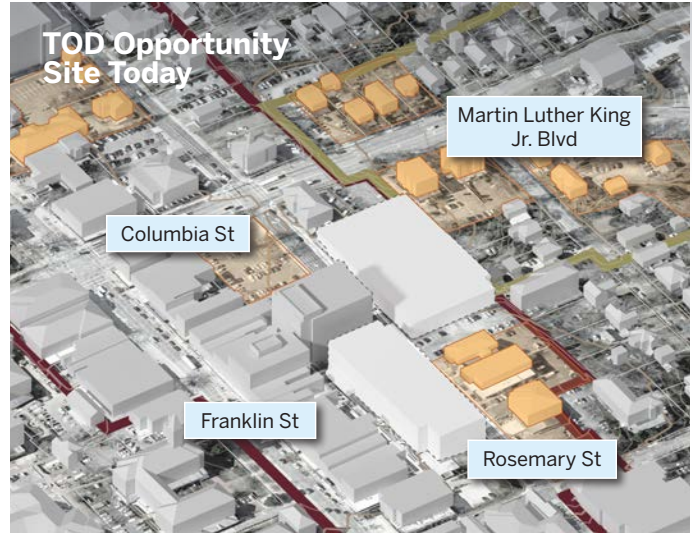 TOD Opportunity
Site Today
Martin Luther King
Jr. Blvd
Columbia St
Franklin St
Rosemary St